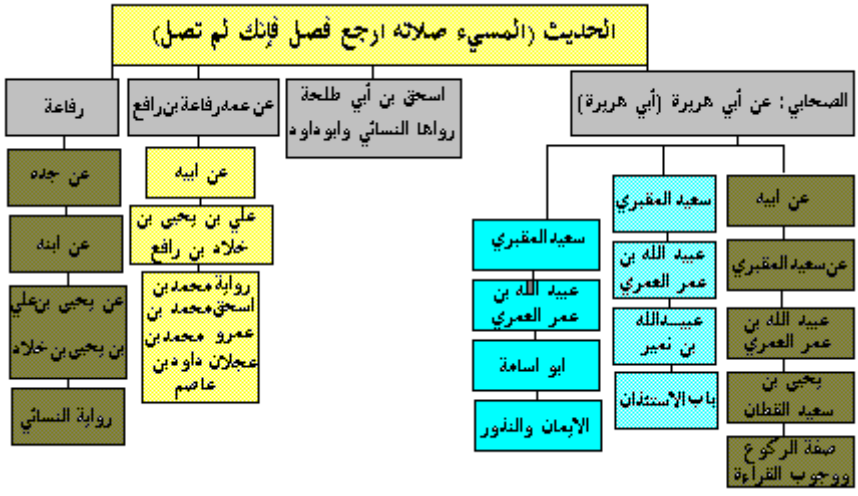 الحديث (المسيء صلاته ارجع فصل فإنك لم تصل)
الصحابي: عن أبي هريرة (أبي هريرة)
اسحق بن أبي طلحة
رواها النسائي وابوداود
عن عمه رفاعة بن رافع
رفاعة
عن ابيه
عن سعيد المقبري
عبيد الله بن
عمر العمري
يحيى بن
سعيد القطان
صفة الركوع
ووجوب القراءة
سعيد المقبري
عبيد الله بن
عمر العمري
عبيدالله
بن نمير
باب الاستئذان
سعيد المقبري
عبيد الله بن
عمر العمري
ابو اسامة
الايمان والنذور
عن ابيه
علي بن يحيى بن
خلاد بن رافع
رواية محمد بن
اسحق محمد بن
عمرو محمد بن
عجلان داود بن
عاصم
عن جده
عن ابنه
عن يحيى بن علي
بن يحيى بن خلاد
رواية النسائي